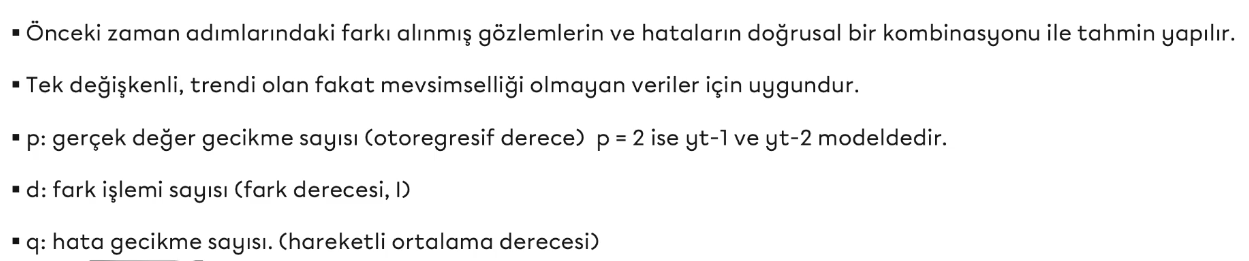 ▪ Önceki zaman adımlarındaki farkı alınmış gözlemlerin ve hataların doğrusal bir kombinasyonu ile tahmin yapılır.
▪ Tek değişkenli, trendi olan fakat mevsimselliği olmayan veriler için uygundur.
▪ p: gerçek değer gecikme sayısı (otoregresif derece) p = 2 ise yt-1 ve yt-2 modeldedir.
▪ d: fark işlemi sayısı (fark derecesi, I)
▪ q: hata gecikme sayısı. (hareketli ortalama derecesi)